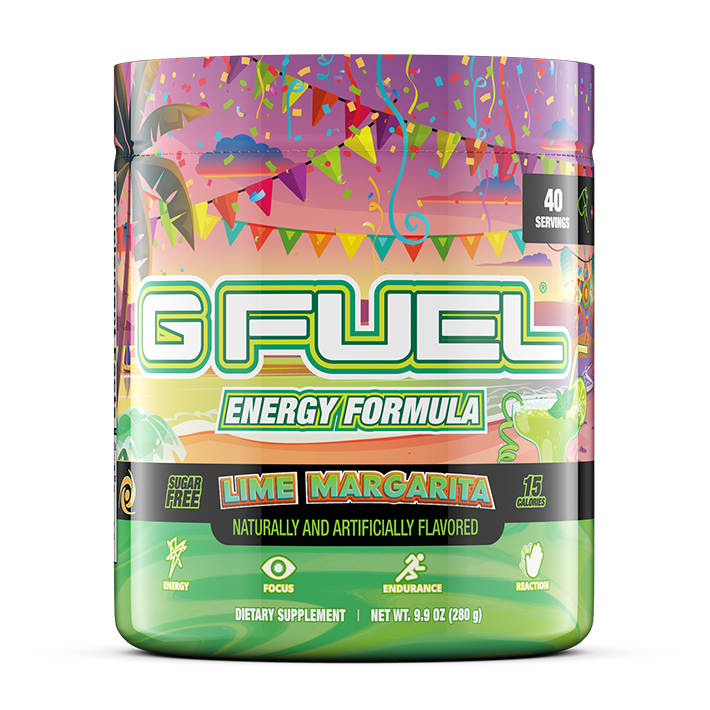 40
SERVINGS
G FUEL®
ENERGY FORMULA
SUGAR
FREE
LIME MARGARITA
15
CALORIES
NATURALLY AND ARTIFICIALLY FLAVORED
ENERGY
FOCUS
ENDURANCE
REACTION
DIETARY SUPPLEMENT | NET WT. 9.9 OZ (280 g)